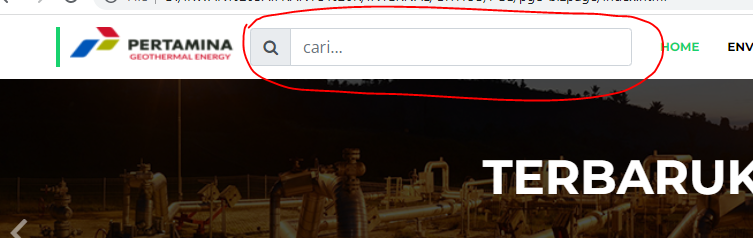 PERTAMINA
GEOTHERMAL ENERGY
cari...
HOME
ENV
TERBARUK